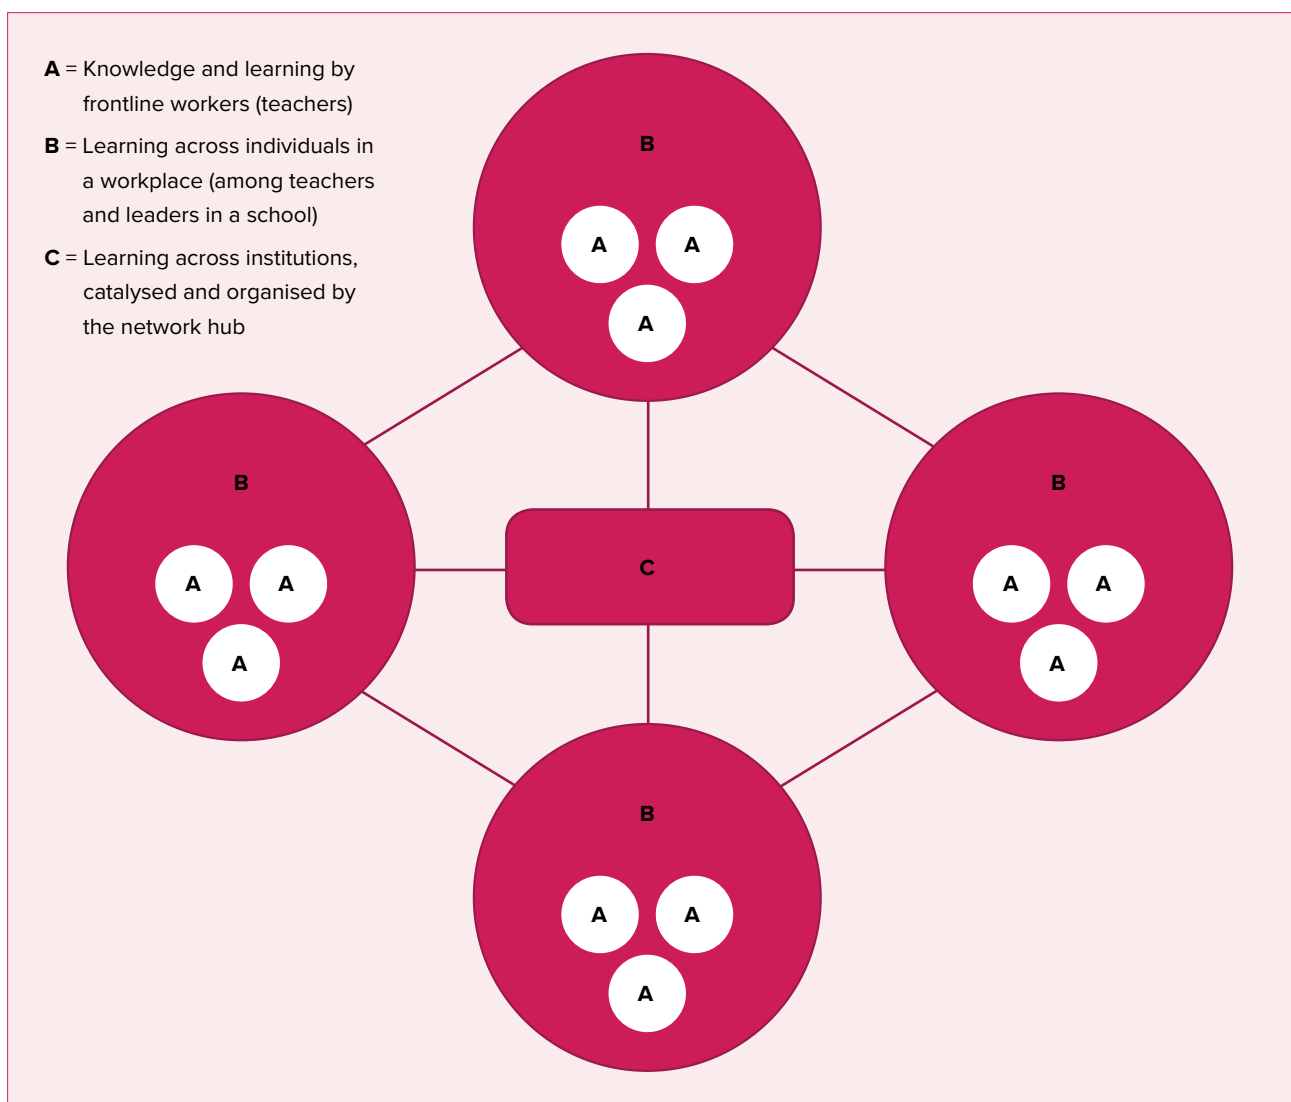 A = Knowledge and learning by
frontline workers (teachers)
B = Learning across individuals in
a workplace (among teachers
and leaders in a school)
C = Learning across institutions,
catalysed and organised by
the network hub
B
A A
A
B
A A
A
C
B
A A
A
B
A A
A